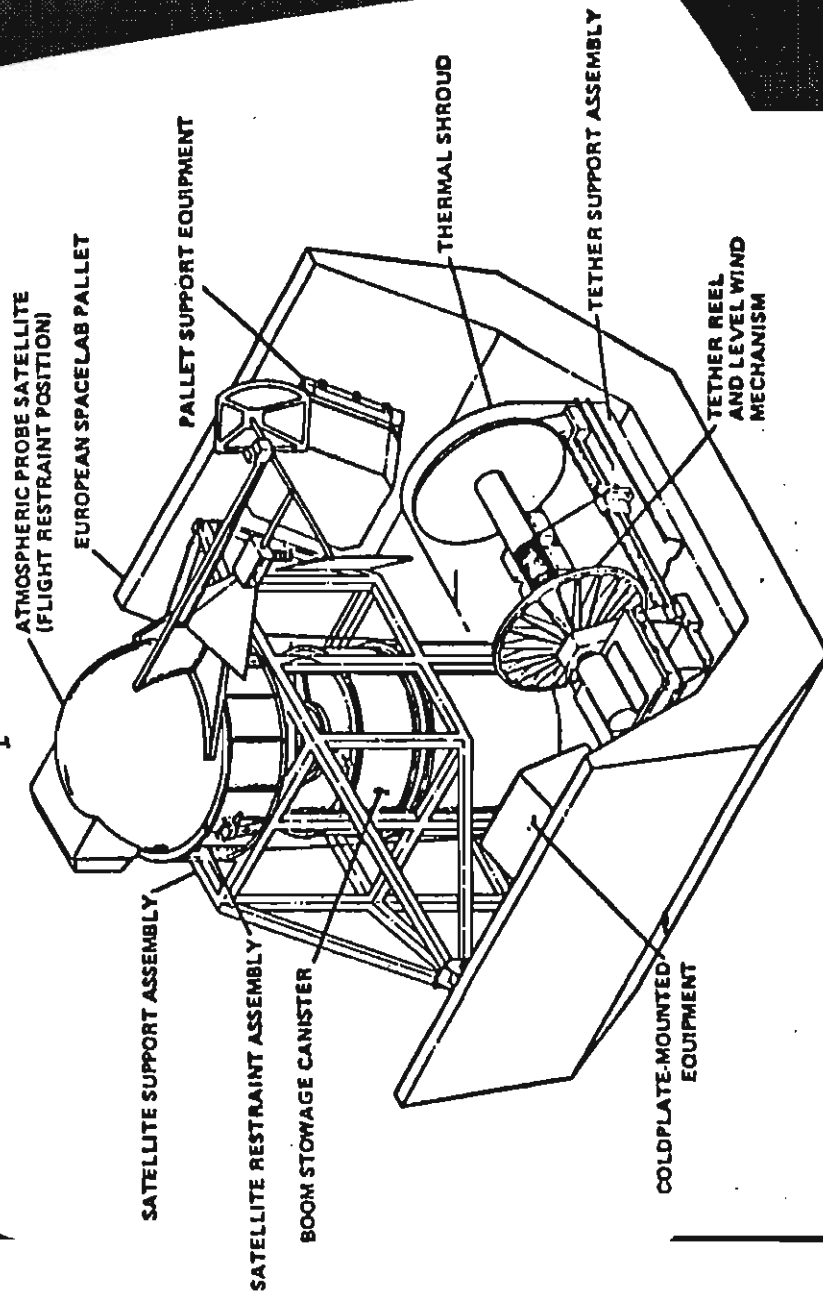 ATMOSPHERIC PROBE SATELLITE
(FLIGHT RESTRAINT POSITION)
EUROPEAN SPACELAB PALLET
PALLET SUPPORT EQUIPMENT
THERMAL SHROUD
TETHER SUPPORT ASSEMBLY
TETHER REEL
AND LEVEL WIND
MECHANISM
SATELLITE SUPPORT ASSEMBLY
SATELLITE RESTRAINT ASSEMBLY
BOOM STOWAGE CANISTER
COLDPLATE-MOUNTED
EQUIPMENT